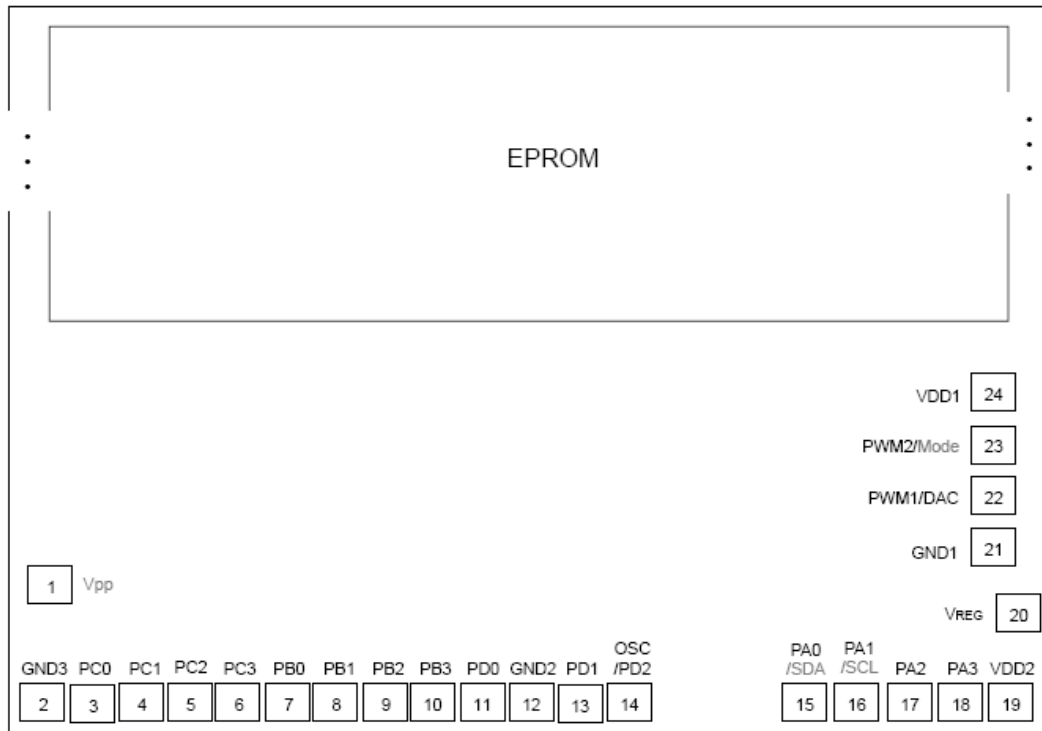 EPROM
VDD1 24
PWM2/Mode 23
PWM1/DAC 22
GND1 21
1 Vpp
VREG 20
OSC
PA0 PA1
GND3 PC0 PC1 PC2 PC3 PB0 PB1 PB2 PB3 PD0 GND2 PD1 /PD2 /SDA /SCL PA2 PA3 VDD2
2 3 4 5 6 7 8 9 10 11 12 13 14 15 16 17 18 19